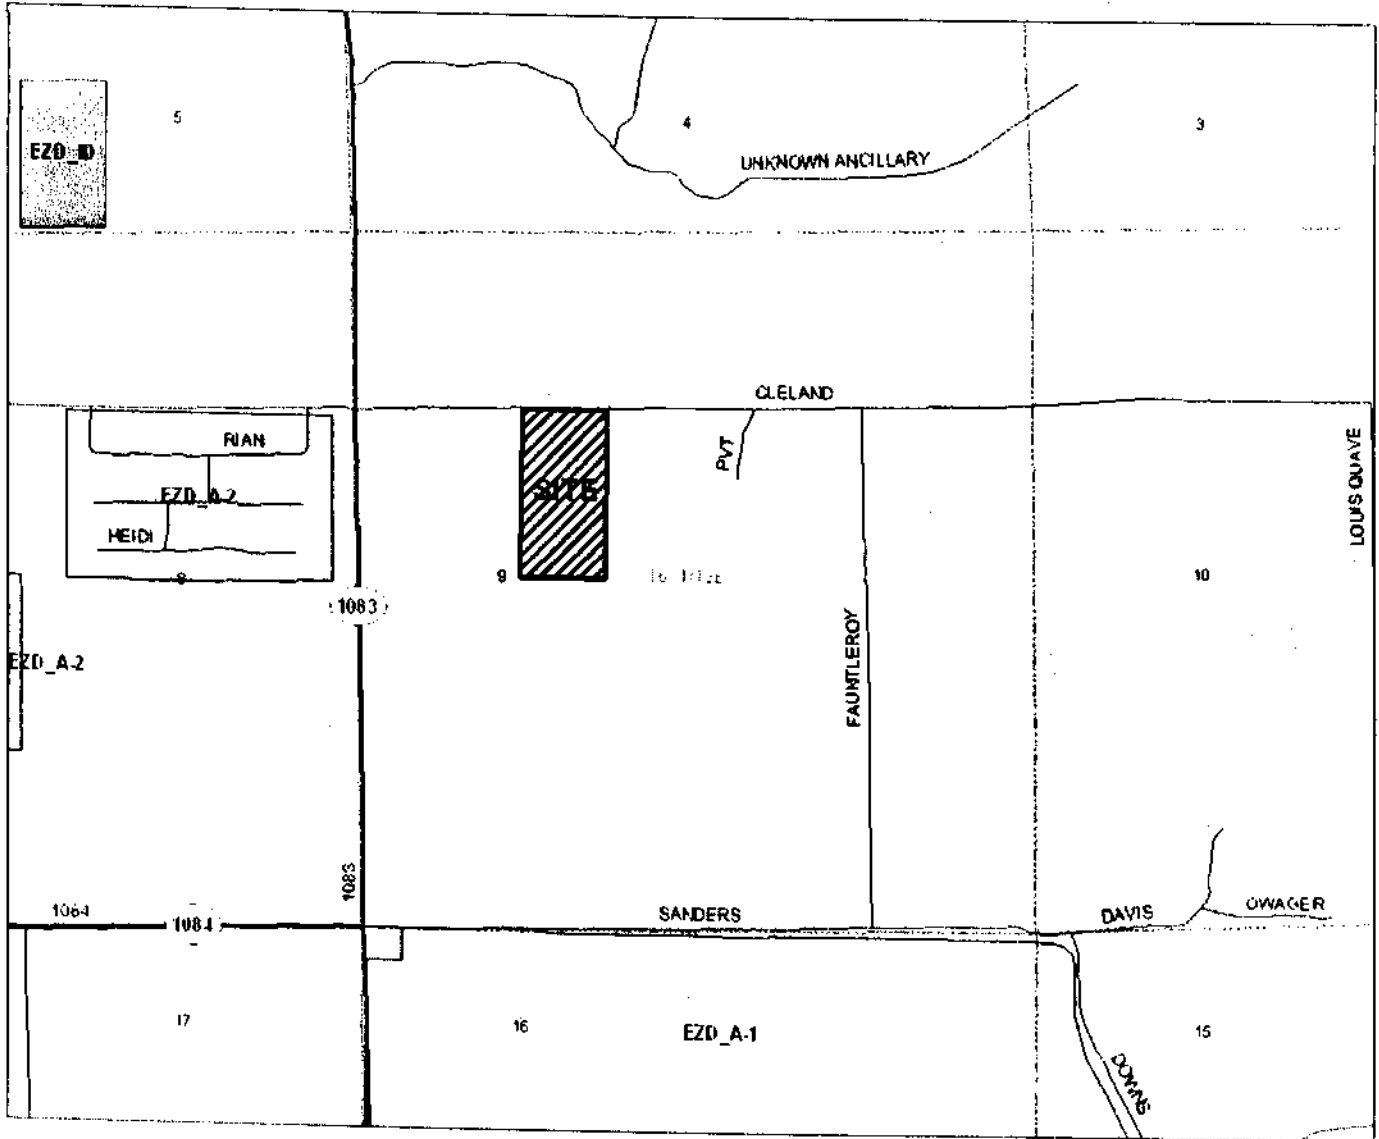 5
4
3
EZD_ID
UNKNOWN ANCILLARY
CLELAND
RIAN
PVT
LOUIS QUAVE
EZD_A-2
SITE
HEIDI
8
9
10
1083
FAUNTLEROY
EZD_A-2
1083
1084
1084
SANDERS
DAVIS
OWAGER
17
16
EZD_A-1
15
DOWNS